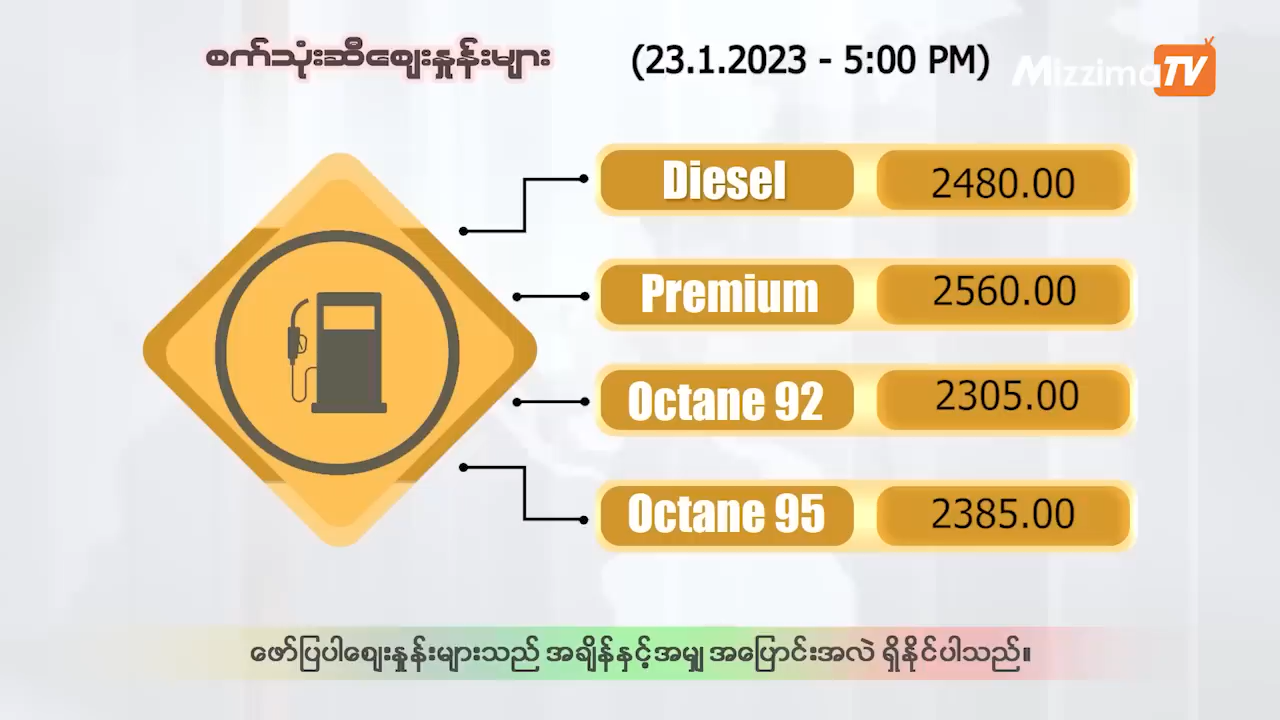 စက်သုံးဆီဈေးနှုန်းများ (23.1.2023 - 5:00 PM) Mizzima TV
Diesel 2480.00
Premium 2560.00
Octane 92 2305.00
Octane 95 2385.00
ဖော်ပြပါဈေးနှုန်းများသည် အချိန်နှင့်အမျှ အပြောင်းအလဲ ရှိနိုင်ပါသည်။